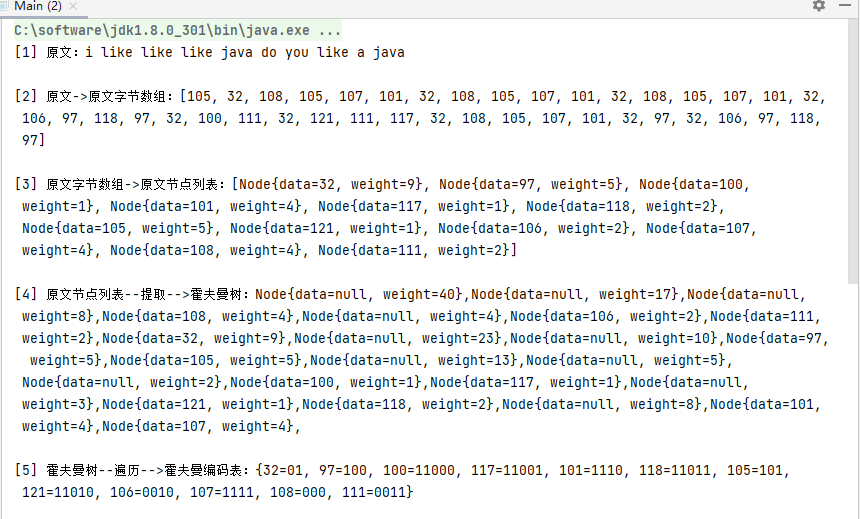 Main (2)
C:\software\jdk1.8.0_301\bin\java.exe ...
[1] 原文：i like like like java do you like a java
[2] 原文->原文字节数组：[105, 32, 108, 105, 107, 101, 32, 108, 105, 107, 101, 32, 108, 105, 107, 101, 32,
106, 97, 118, 97, 32, 100, 111, 32, 121, 111, 117, 32, 108, 105, 107, 101, 32, 97, 32, 106, 97, 118,
97]
[3] 原文字节数组->原文节点列表：[Node{data=32, weight=9}, Node{data=97, weight=5}, Node{data=100,
weight=1}, Node{data=101, weight=4}, Node{data=117, weight=1}, Node{data=118, weight=2},
Node{data=105, weight=5}, Node{data=121, weight=1}, Node{data=106, weight=2}, Node{data=107,
weight=4}, Node{data=108, weight=4}, Node{data=111, weight=2}]
[4] 原文节点列表--提取-->霍夫曼树：Node{data=null, weight=40},Node{data=null, weight=17},Node{data=null,
weight=8},Node{data=108, weight=4},Node{data=null, weight=4},Node{data=106, weight=2},Node{data=111,
weight=2},Node{data=32, weight=9},Node{data=null, weight=23},Node{data=null, weight=10},Node{data=97,
weight=5},Node{data=105, weight=5},Node{data=null, weight=13},Node{data=null, weight=5},
Node{data=null, weight=2},Node{data=100, weight=1},Node{data=117, weight=1},Node{data=null,
weight=3},Node{data=121, weight=1},Node{data=118, weight=2},Node{data=null, weight=8},Node{data=101,
weight=4},Node{data=107, weight=4},
[5] 霍夫曼树--遍历-->霍夫曼编码表：{32=01, 97=100, 100=11000, 117=11001, 101=1110, 118=11011, 105=101,
121=11010, 106=0010, 107=1111, 108=000, 111=0011}